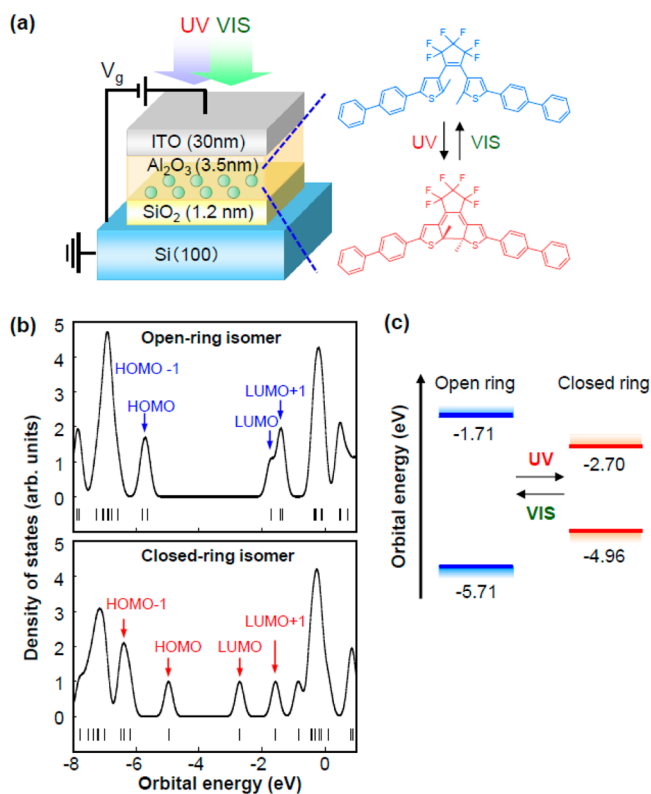 (a)
UV VIS
Vg
ITO (30nm)
Al2O3 (3.5nm)
SiO2 (1.2 nm)
Si(100)
F F F F F F
S S
UV VIS
F F F F F F
S S
(b)
Open-ring isomer
HOMO -1
HOMO
LUMO+1
LUMO
5
4
3
2
1
0
Closed-ring isomer
HOMO-1
HOMO
LUMO
LUMO+1
5
4
3
2
1
0
-8 -6 -4 -2 0
Density of states (arb. units)
Orbital energy (eV)
(c)
Open ring Closed ring
Orbital energy (eV)
-1.71
-2.70
UV
VIS
-4.96
-5.71